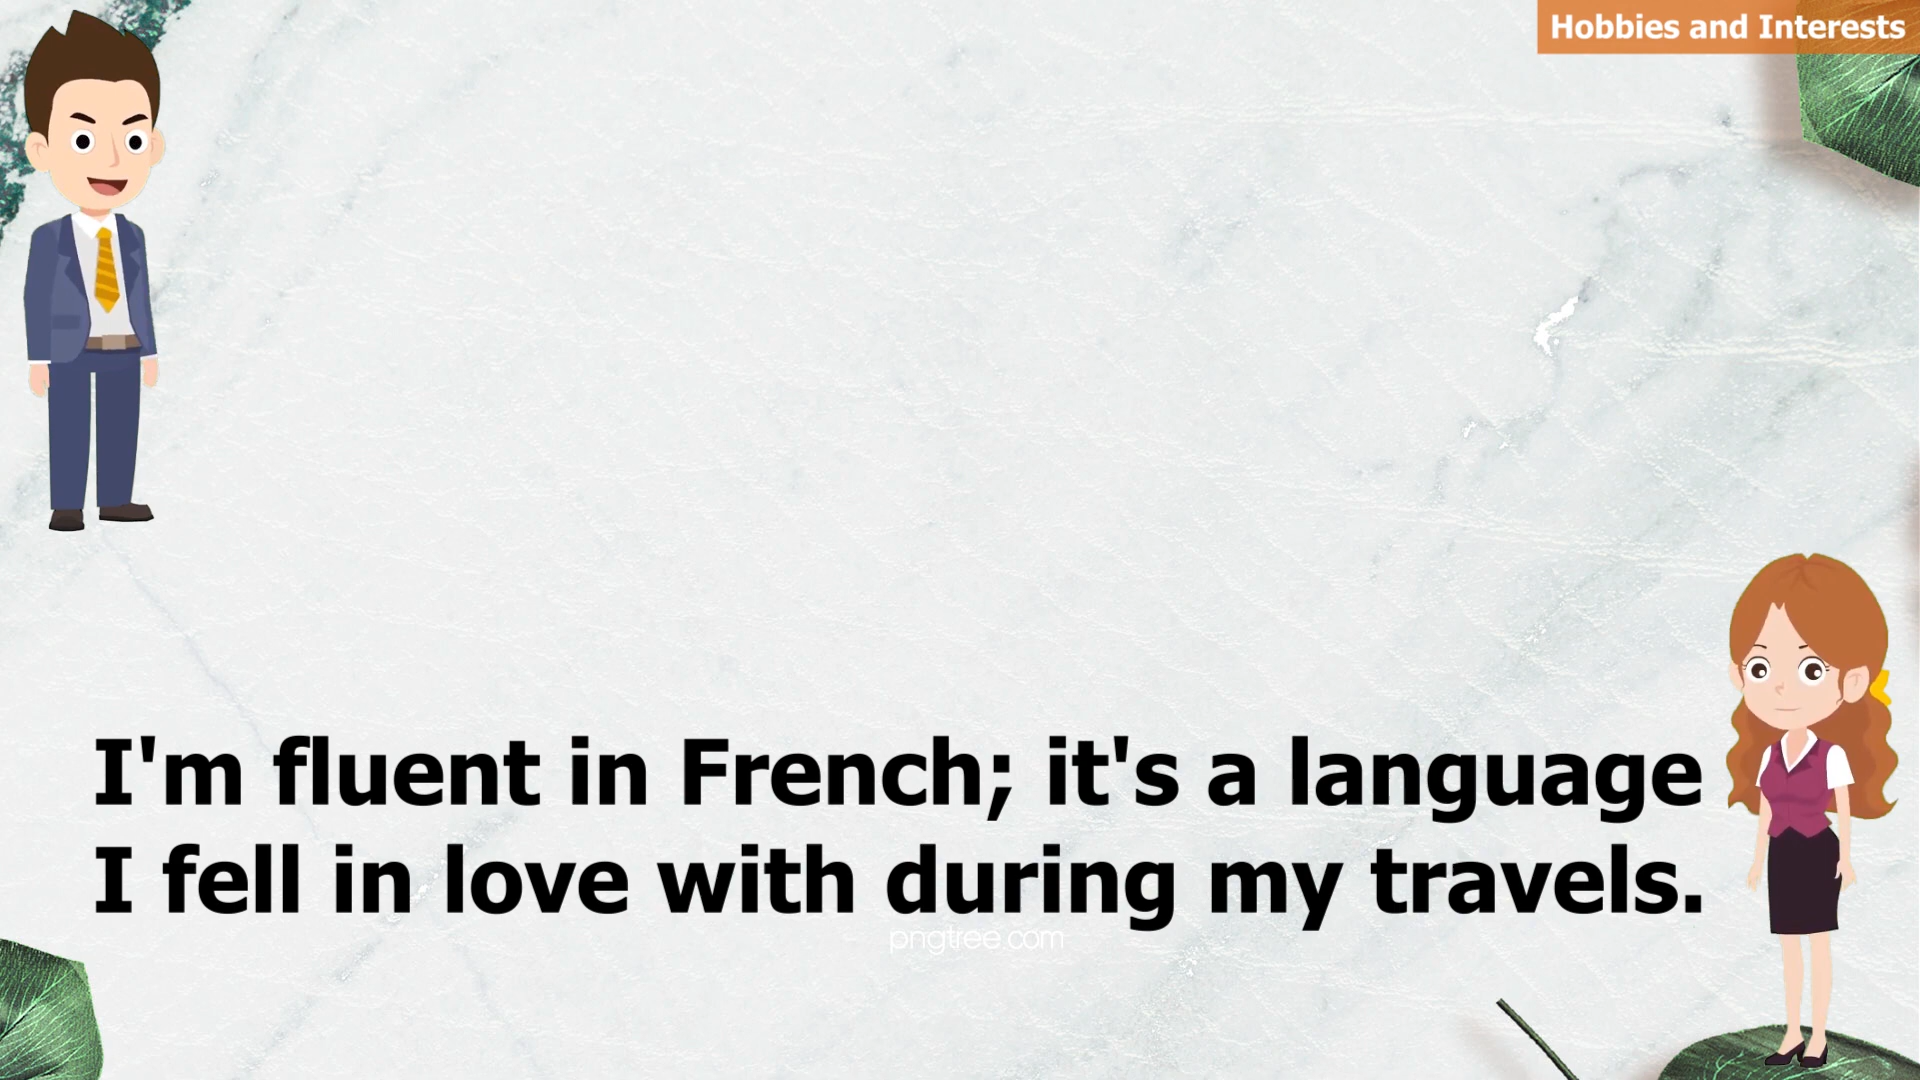 Hobbies and Interests
I'm fluent in French; it's a language
I fell in love with during my travels.
pngtree.com